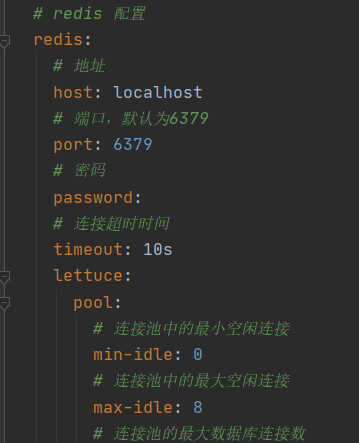 # redis 配置
redis:
# 地址
host: localhost
# 端口，默认为6379
port: 6379
# 密码
password:
# 连接超时时间
timeout: 10s
lettuce:
pool:
# 连接池中的最小空闲连接
min-idle: 0
# 连接池中的最大空闲连接
max-idle: 8
# 连接池的最大数据库连接数